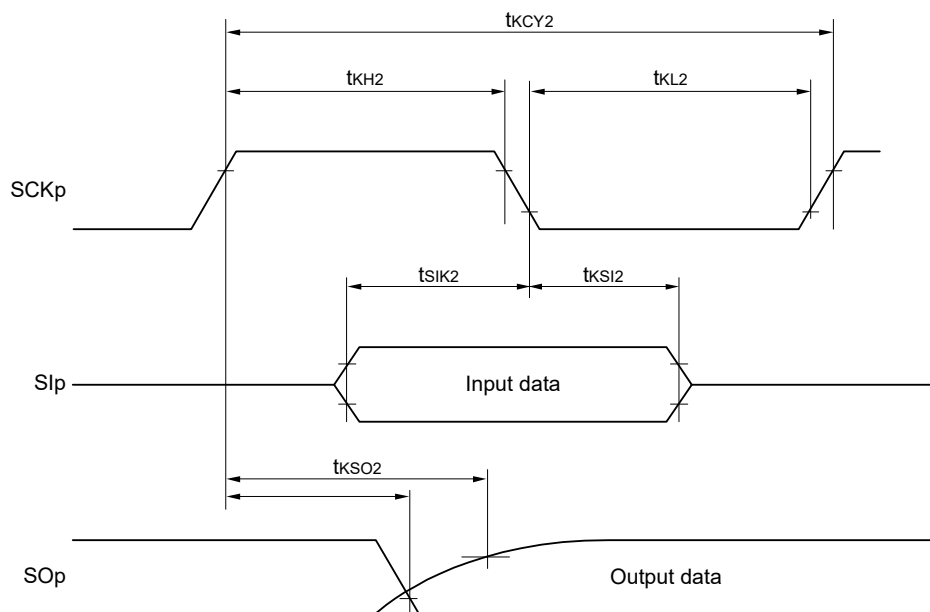 tKCY2
tKH2
tKL2
SCKp
tSIK2
tKSI2
SIp
Input data
tKSO2
SOp
Output data